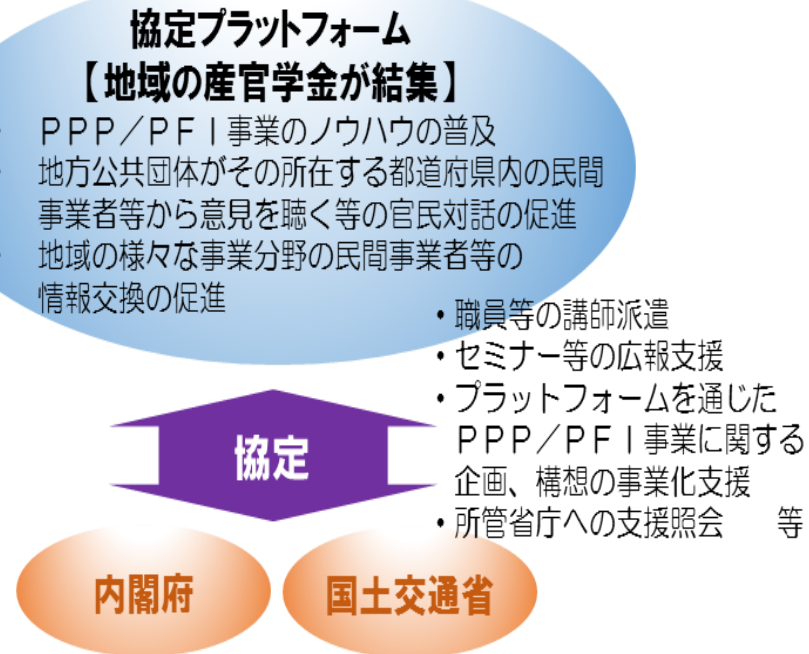 協定プラットフォーム
【地域の産官学金が結集】
・ ＰＰＰ／ＰＦＩ事業のノウハウの普及
・ 地方公共団体がその所在する都道府県内の民間
事業者等から意見を聴く等の官民対話の促進
・ 地域の様々な事業分野の民間事業者等の
情報交換の促進
・職員等の講師派遣
・セミナー等の広報支援
・プラットフォームを通じた
ＰＰＰ／ＰＦＩ事業に関する
企画、構想の事業化支援
・所管省庁への支援照会　　等
協定
内閣府
国土交通省